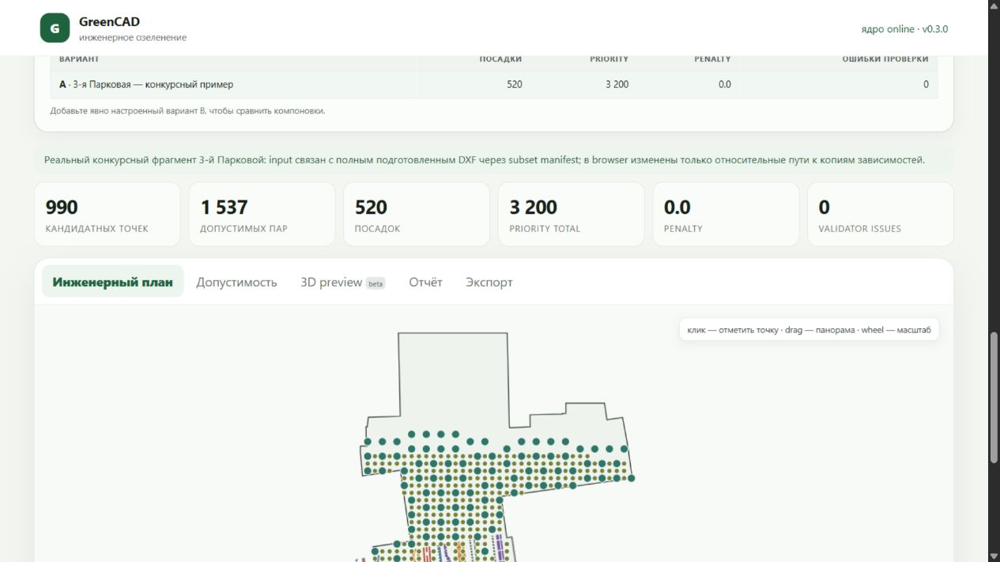 G
GreenCAD
инженерное озеленение
ядро online · v0.3.0
ВАРИАНТ ПОСАДКИ PRIORITY PENALTY ОШИБКИ ПРОВЕРКИ
A · 3-я Парковая — конкурсный пример 520 3 200 0.0 0
Добавьте явно настроенный вариант B, чтобы сравнить компоновки.
Реальный конкурсный фрагмент 3-й Парковой: input связан с полным подготовленным DXF через subset manifest; в browser изменены только относительные пути к копиям зависимостей.
990
КАНДИДАТНЫХ ТОЧЕК
1 537
ДОПУСТИМЫХ ПАР
520
ПОСАДОК
3 200
PRIORITY TOTAL
0.0
PENALTY
0
VALIDATOR ISSUES
Инженерный план Допустимость 3D preview beta Отчёт Экспорт
клик — отметить точку · drag — панорама · wheel — масштаб